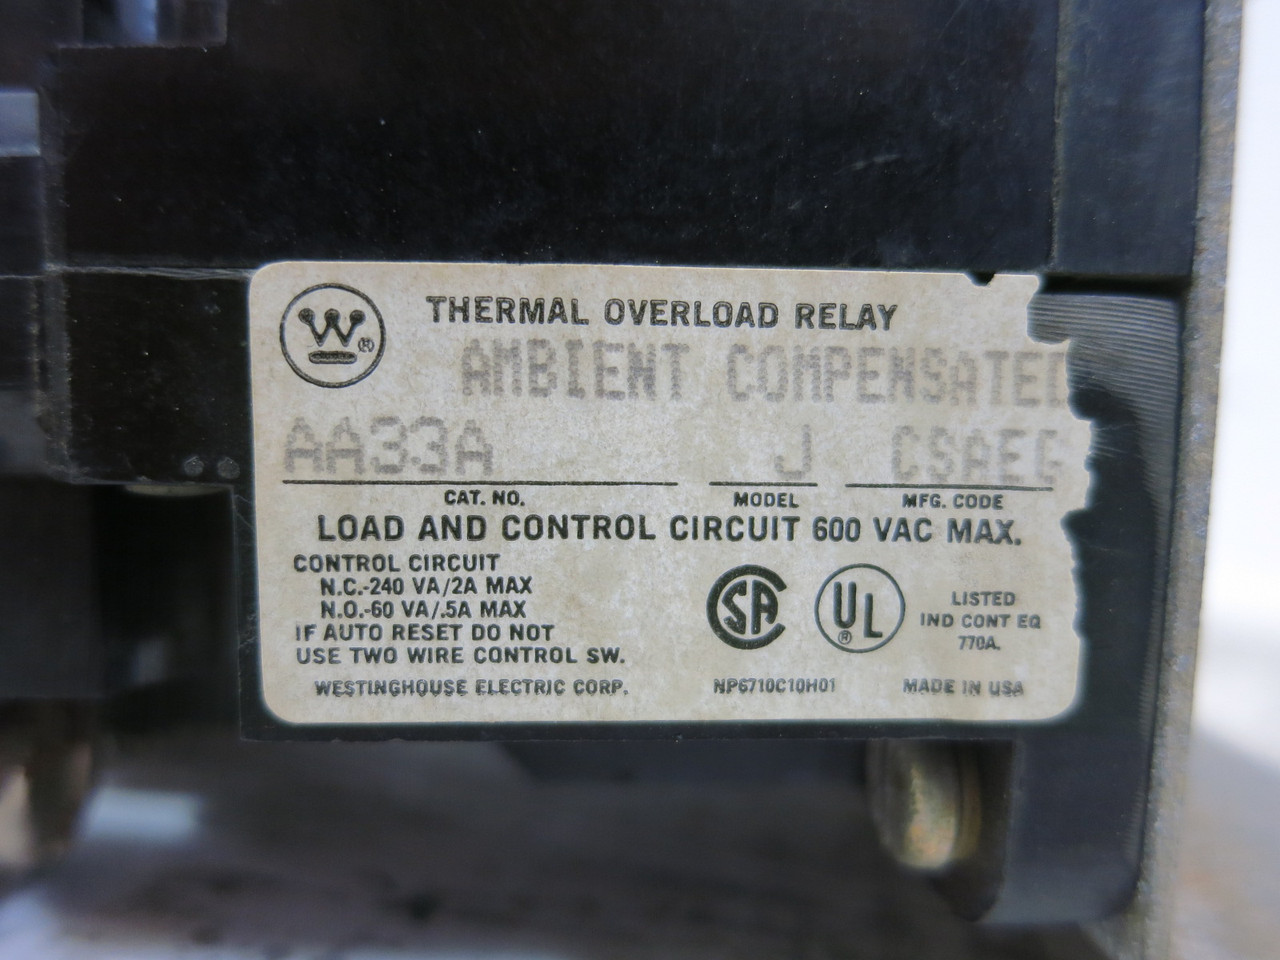 W ®
THERMAL OVERLOAD RELAY
AMBIENT COMPENSATED
AA33A J CSAEG
CAT. NO. MODEL MFG. CODE
LOAD AND CONTROL CIRCUIT 600 VAC MAX.
CONTROL CIRCUIT
N.C.-240 VA/2A MAX
N.O.-60 VA/.5A MAX
IF AUTO RESET DO NOT
USE TWO WIRE CONTROL SW.
SA UL ®
LISTED
IND CONT EQ
770A.
WESTINGHOUSE ELECTRIC CORP. NP6710C10H01 MADE IN USA